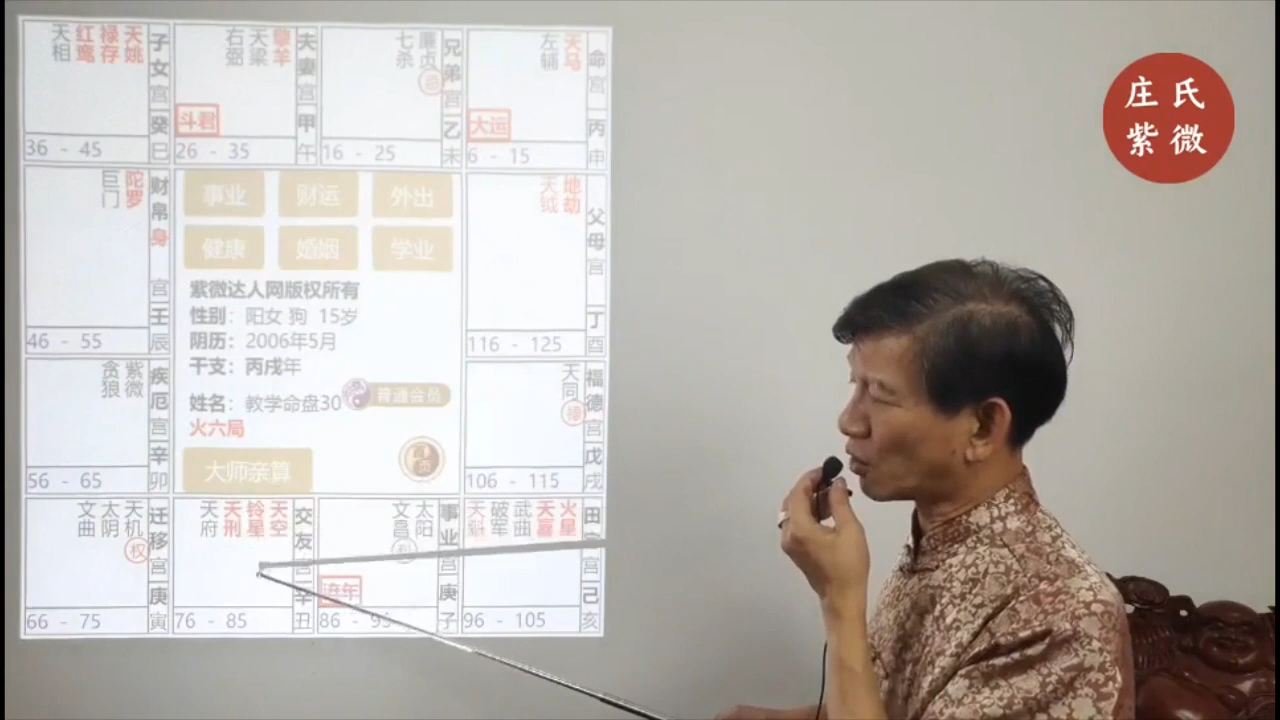 庄氏
紫微
天相 红鸾 禄存 天姚
子女宫 癸巳
36 - 45
右弼 天梁 擎羊
夫妻宫 甲午
斗君
26 - 35
七杀 廉贞
兄弟宫 乙未
16 - 25
左辅 天马
命宫 丙申
大运
6 - 15
巨门 陀罗
财帛身宫 壬辰
46 - 55
事业 财运 外出
健康 婚姻 学业
紫微达人网版权所有
性别：阳女 狗 15岁
阴历：2006年5月
干支：丙戌年
姓名：教学命盘30
普通会员
火六局
大师亲算
天钺 地劫
父母宫 丁酉
116 - 125
贪狼 紫微
疾厄宫 辛卯
56 - 65
天同 禄
福德宫 戊戌
106 - 115
文曲 太阴 天机 权
迁移宫 庚寅
66 - 75
天府 天刑 铃星 天空
交友宫 辛丑
76 - 85
文昌 太阳
事业宫 庚子
流年
86 - 95
天魁 破军 武曲 天喜 火星
田 宫 己亥
96 - 105